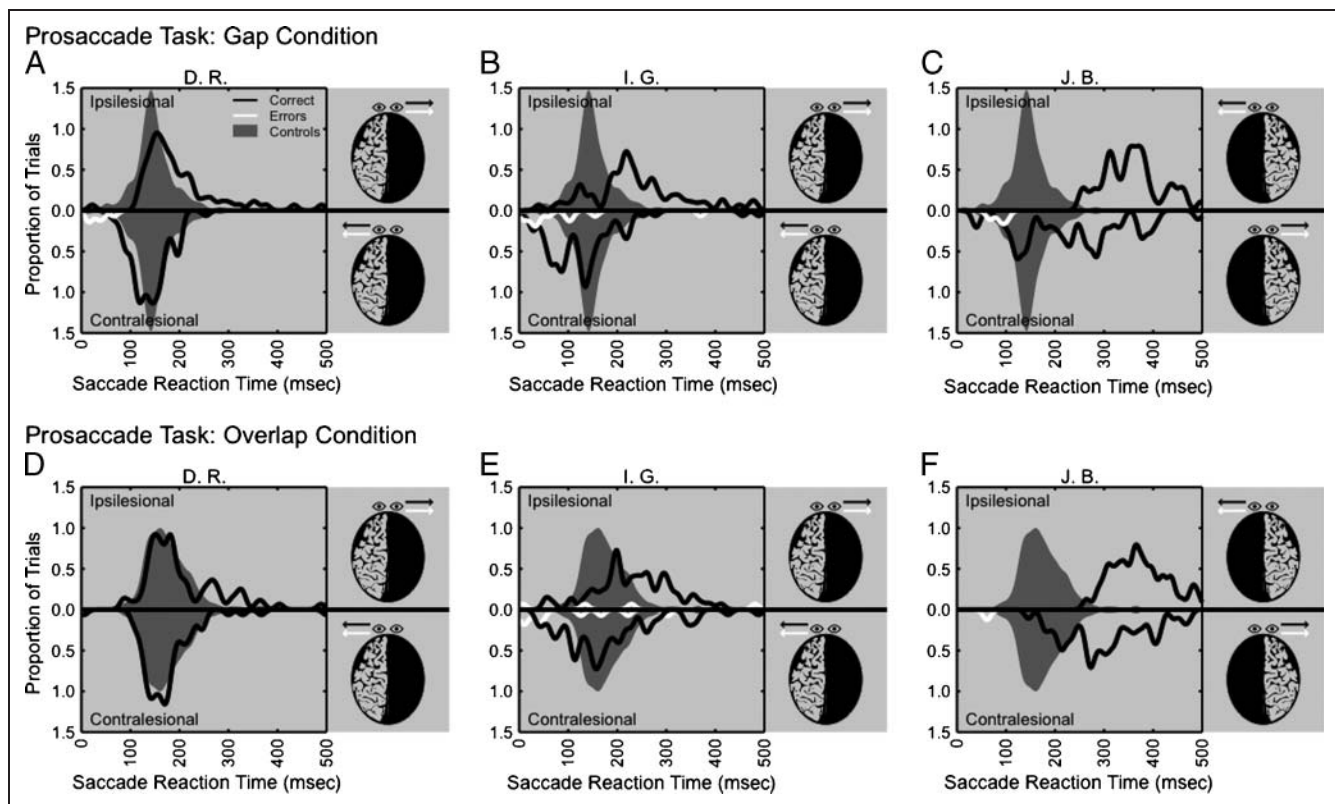 Prosaccade Task: Gap Condition
A
D. R.
B
I. G.
C
J. B.
Proportion of Trials
1.5
1.0
0.5
0.0
0.5
1.0
1.5
Ipsilesional
Correct
Errors
Controls
Contralesional
0
100
200
300
400
500
Saccade Reaction Time (msec)
1.5
1.0
0.5
0.0
0.5
1.0
1.5
Ipsilesional
Contralesional
0
100
200
300
400
500
Saccade Reaction Time (msec)
1.5
1.0
0.5
0.0
0.5
1.0
1.5
Ipsilesional
Contralesional
0
100
200
300
400
500
Saccade Reaction Time (msec)
Prosaccade Task: Overlap Condition
D
D. R.
E
I. G.
F
J. B.
Proportion of Trials
1.5
1.0
0.5
0.0
0.5
1.0
1.5
Ipsilesional
Contralesional
0
100
200
300
400
500
Saccade Reaction Time (msec)
1.5
1.0
0.5
0.0
0.5
1.0
1.5
Ipsilesional
Contralesional
0
100
200
300
400
500
Saccade Reaction Time (msec)
1.5
1.0
0.5
0.0
0.5
1.0
1.5
Ipsilesional
Contralesional
0
100
200
300
400
500
Saccade Reaction Time (msec)